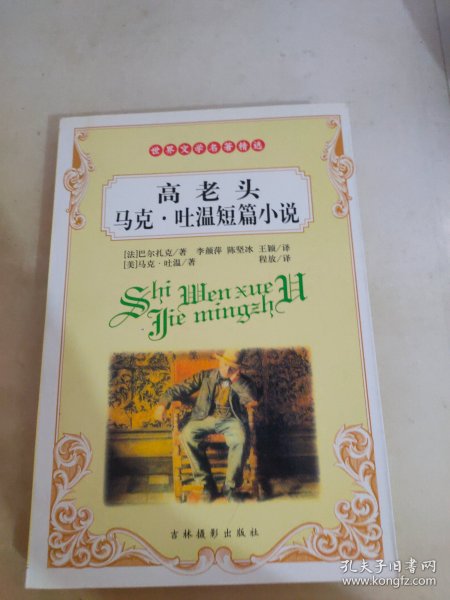 世界文学名著精选
高老头
马克·吐温短篇小说
[法]巴尔扎克/著 李颜萍 陈坚冰 王颖/译
[美]马克·吐温/著 程放/译
Shi Wen xue
Jie mingzhu
吉林摄影出版社
孔夫子旧书网
www.kongfz.com